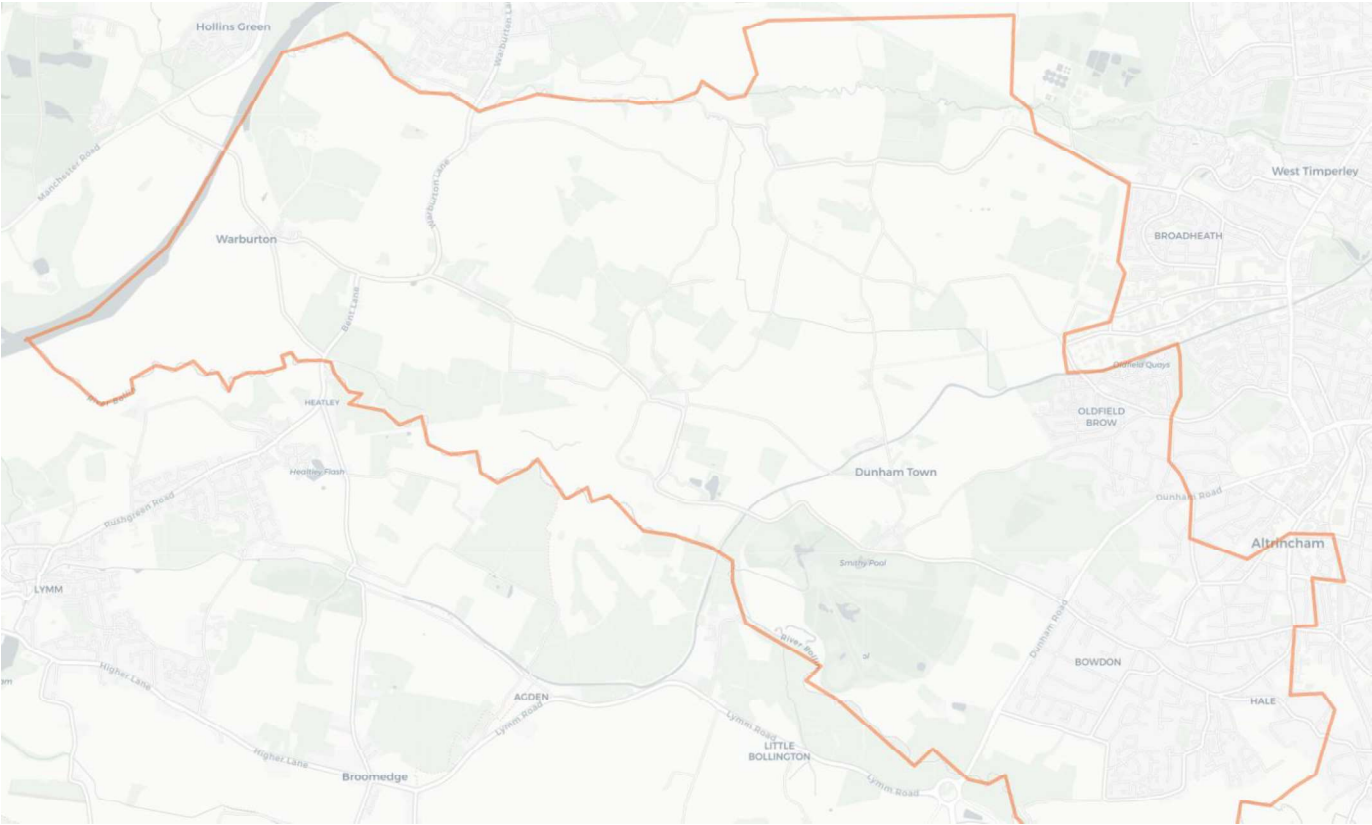 Hollins Green
Warburton Lane
Manchester Road
West Timperley
Warburton Lane
BROADHEATH
Warburton
Bent Lane
Oldfield Quays
HEATLEY
OLDFIELD
BROW
Heatley Flash
Dunham Town
Rushgreen Road
Dunham Road
Altrincham
Smithy Pool
LYMM
Dunham Road
River Bollin
BOWDON
Higher Lane
AGDEN
HALE
Lymm Road
Lymm Road
LITTLE
BOLLINGTON
Higher Lane
Broomedge
Lymm Road